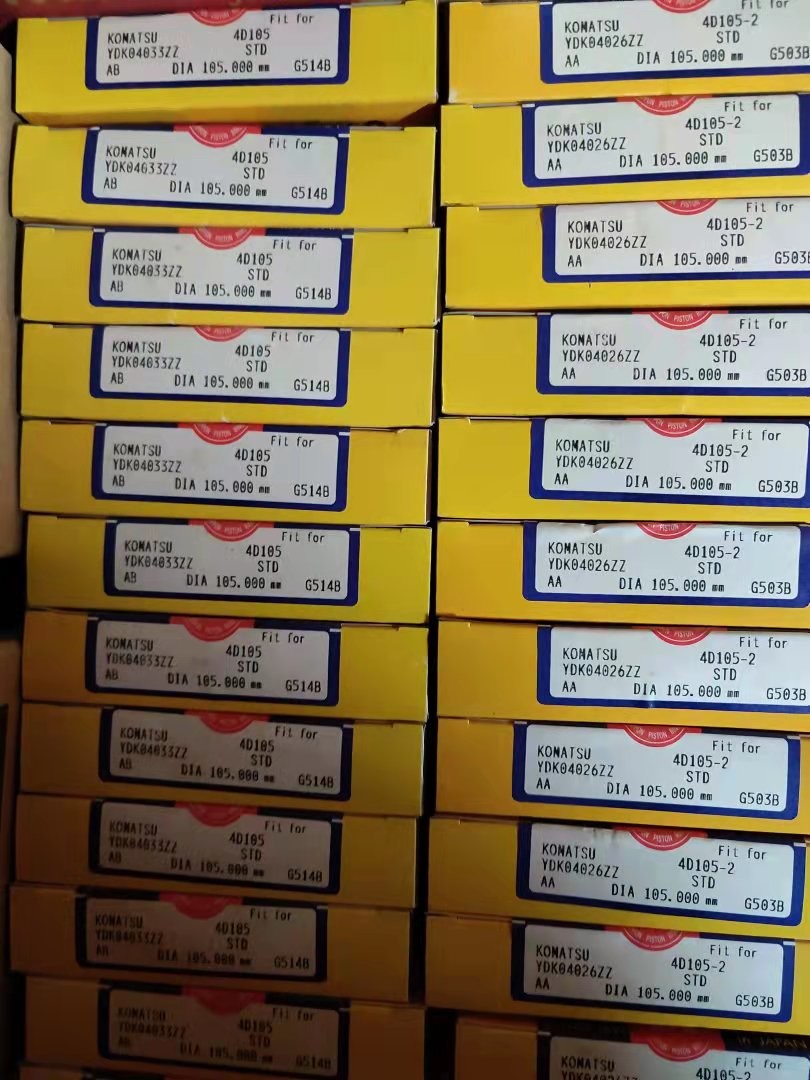 Fit for
KOMATSU 4D105
YDK04033ZZ STD
AB DIA 105.000 mm G514B
Fit for
KOMATSU 4D105
YDK04033ZZ STD
AB DIA 105.000 mm G514B
Fit for
KOMATSU 4D105
YDK04033ZZ STD
AB DIA 105.000 mm G514B
Fit for
KOMATSU 4D105
YDK04033ZZ STD
AB DIA 105.000 mm G514B
Fit for
KOMATSU 4D105
YDK04033ZZ STD
AB DIA 105.000 mm G514B
Fit for
KOMATSU 4D105
YDK04033ZZ STD
AB DIA 105.000 mm G514B
Fit for
KOMATSU 4D105
YDK04033ZZ STD
AB DIA 105.000 mm G514B
Fit for
KOMATSU 4D105
YDK04033ZZ STD
AB DIA 105.000 mm G514B
Fit for
KOMATSU 4D105
YDK04033ZZ STD
AB DIA 105.000 mm G514B
Fit for
KOMATSU 4D105
YDK04033ZZ STD
AB DIA 105.000 mm G514B
Fit for
KOMATSU 4D105
YDK04033ZZ STD
AB DIA 105.000 mm G514B
Fit for
KOMATSU 4D105-2
YDK04026ZZ STD
AA DIA 105.000 mm G503B
PISTON
Fit for
KOMATSU 4D105-2
YDK04026ZZ STD
AA DIA 105.000 mm G503B
Fit for
KOMATSU 4D105-2
YDK04026ZZ STD
AA DIA 105.000 mm G503B
PISTON
Fit for
KOMATSU 4D105-2
YDK04026ZZ STD
AA DIA 105.000 mm G503B
Fit for
KOMATSU 4D105-2
YDK04026ZZ STD
AA DIA 105.000 mm G503B
PISTON
Fit for
KOMATSU 4D105-2
YDK04026ZZ STD
AA DIA 105.000 mm G503B
PISTON
Fit for
KOMATSU 4D105-2
YDK04026ZZ STD
AA DIA 105.000 mm G503B
PISTON
Fit for
KOMATSU 4D105-2
YDK04026ZZ STD
AA DIA 105.000 mm G503B
PISTON
Fit for
KOMATSU 4D105-2
YDK04026ZZ STD
AA DIA 105.000 mm G503B
PISTON
Fit for
KOMATSU 4D105-2
YDK04026ZZ STD
AA DIA 105.000 mm G503B
IN JAPAN
Fit for
KOMATSU 4D105-2